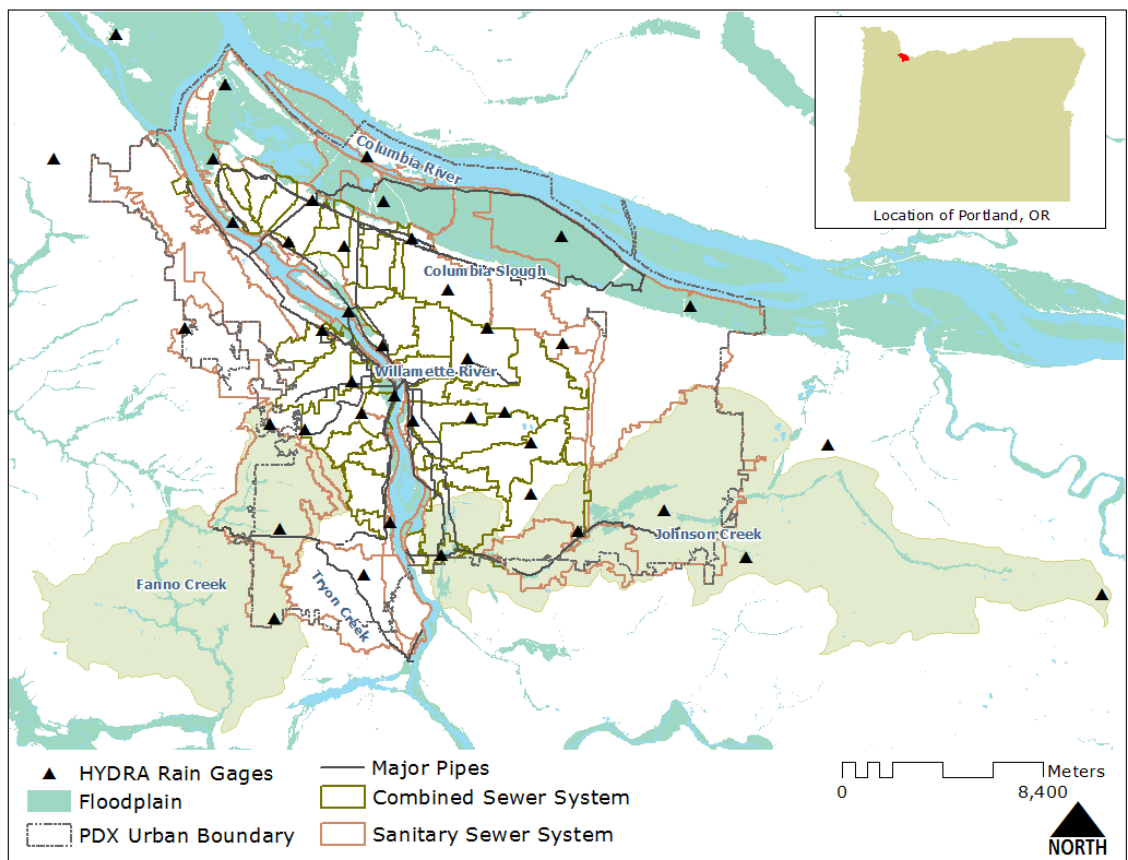 Location of Portland, OR
Columbia River
Columbia Slough
Willamette River
Johnson Creek
Fanno Creek
Tryon Creek
HYDRA Rain Gages
Floodplain
PDX Urban Boundary
Major Pipes
Combined Sewer System
Sanitary Sewer System
Meters
0 8,400
NORTH